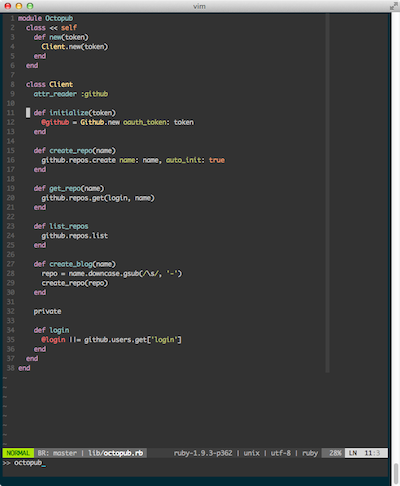 vim
1 module Octopub
2   class << self
3     def new(token)
4       Client.new(token)
5     end
6   end
7
8   class Client
9     attr_reader :github
10
11     def initialize(token)
12       @github = Github.new oauth_token: token
13     end
14
15     def create_repo(name)
16       github.repos.create name: name, auto_init: true
17     end
18
19     def get_repo(name)
20       github.repos.get(login, name)
21     end
22
23     def list_repos
24       github.repos.list
25     end
26
27     def create_blog(name)
28       repo = name.downcase.gsub(/\s/, '-')
29       create_repo(repo)
30     end
31
32     private
33
34     def login
35       @login ||= github.users.get['login']
36     end
37   end
38 end
~
~
~
~
~
~
~
NORMAL BR: master | lib/octopub.rb ruby-1.9.3-p362 | unix | utf-8 | ruby 28% LN 11:3
>> octopub_